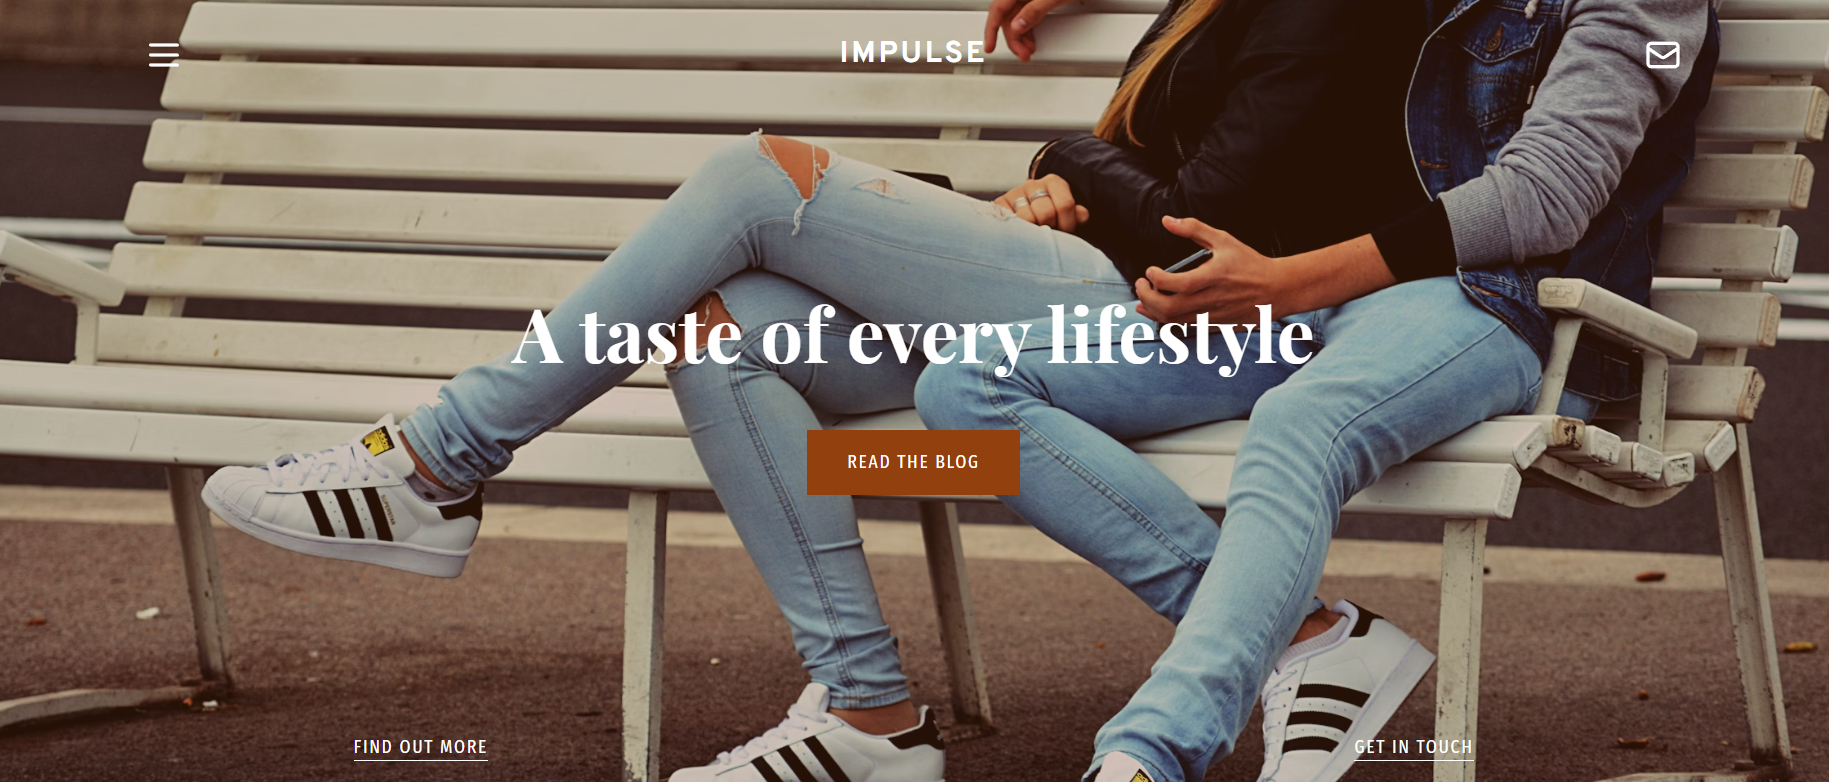 IMPULSE
A taste of every lifestyle
READ THE BLOG
FIND OUT MORE
GET IN TOUCH